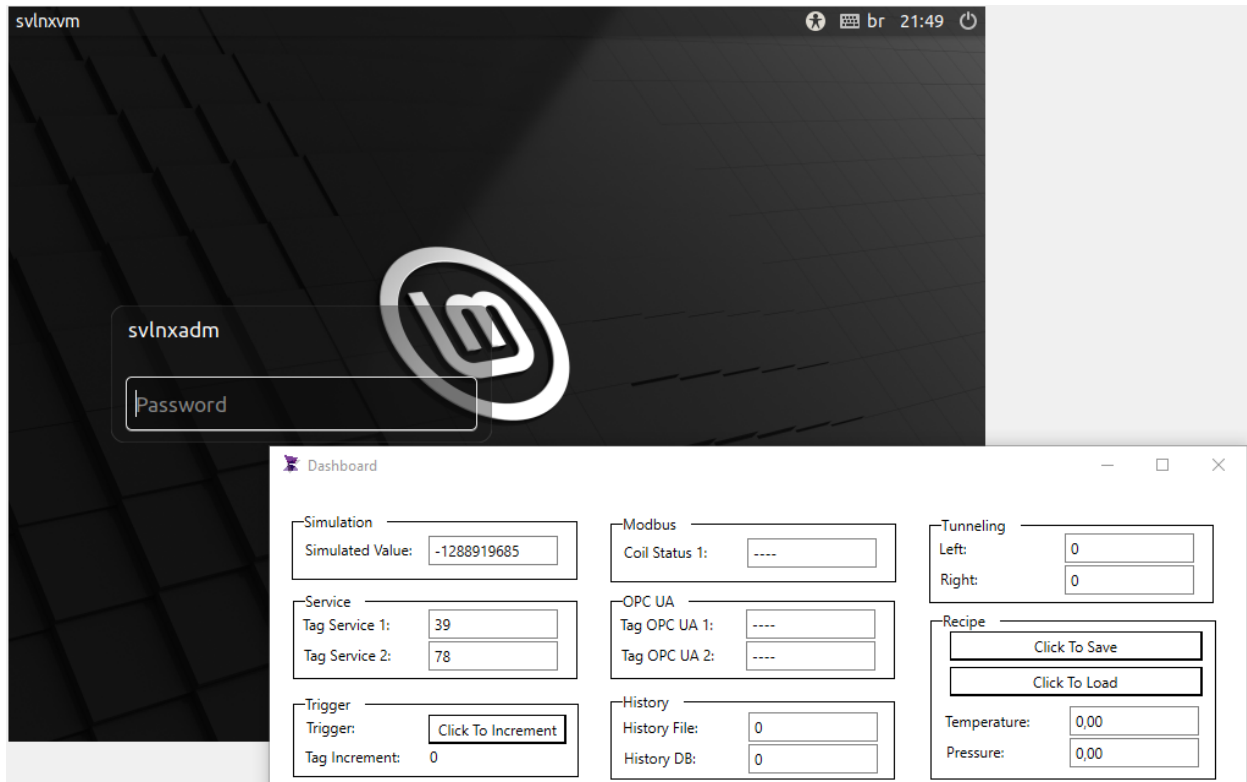 svlnxvm
br 21:49
svlnxadm
Password
Dashboard
Simulation
Simulated Value: -1288919685
Service
Tag Service 1: 39
Tag Service 2: 78
Trigger
Trigger: Click To Increment
Tag Increment: 0
Modbus
Coil Status 1: ----
OPC UA
Tag OPC UA 1: ----
Tag OPC UA 2: ----
History
History File: 0
History DB: 0
Tunneling
Left: 0
Right: 0
Recipe
Click To Save
Click To Load
Temperature: 0,00
Pressure: 0,00